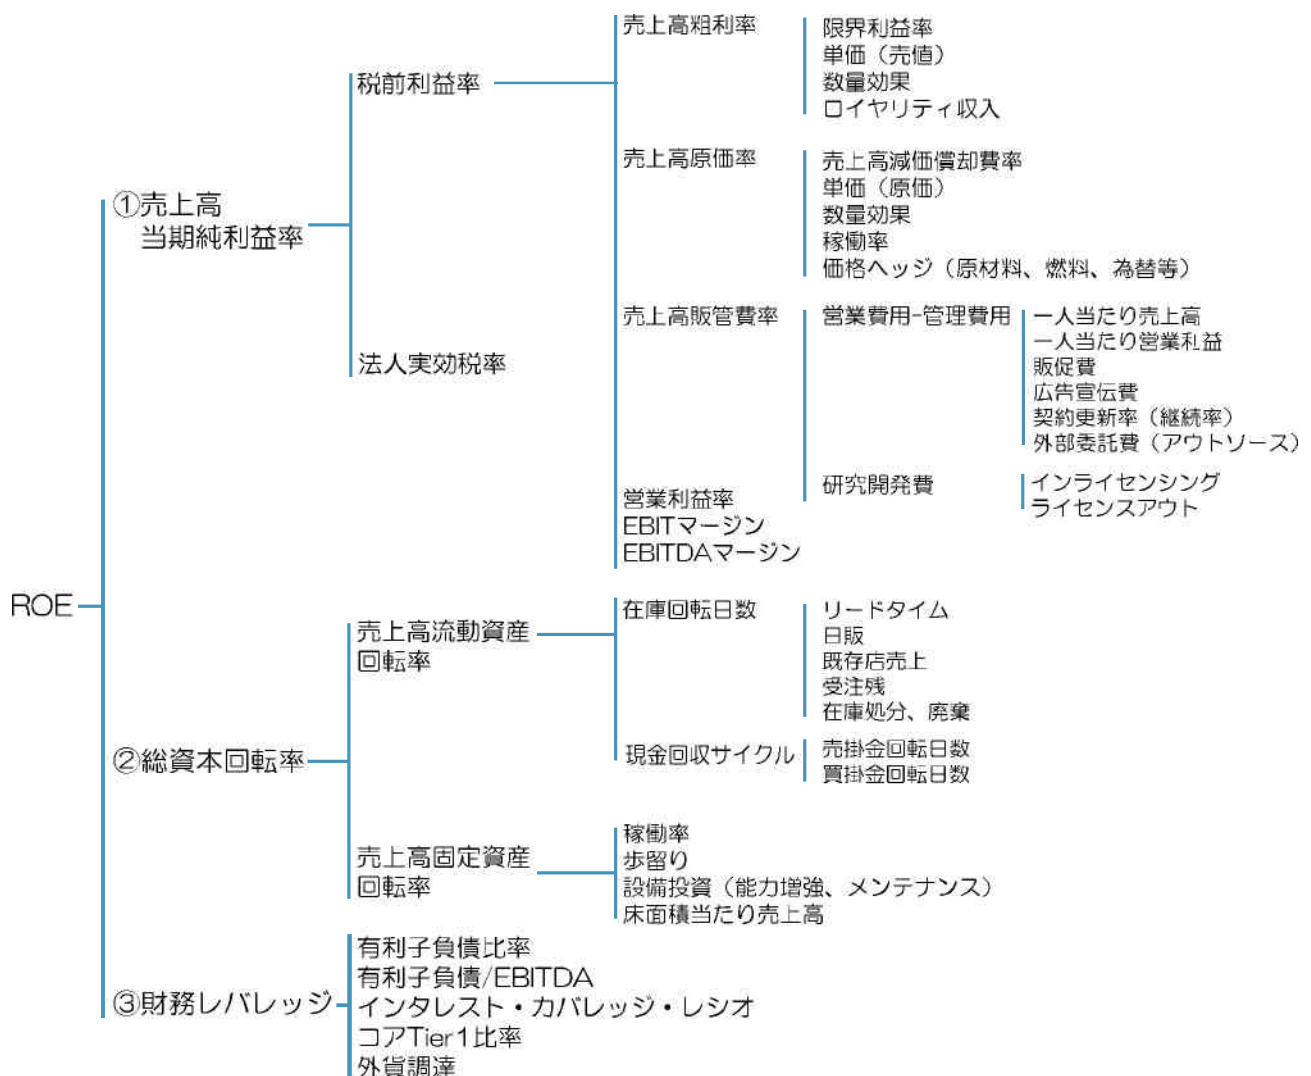 ROE
①売上高
当期純利益率
税前利益率
売上高粗利率
限界利益率
単価（売値）
数量効果
ロイヤリティ収入
売上高原価率
売上高減価償却費率
単価（原価）
数量効果
稼働率
価格ヘッジ（原材料、燃料、為替等）
売上高販管費率
営業費用-管理費用
一人当たり売上高
一人当たり営業利益
販促費
広告宣伝費
契約更新率（継続率）
外部委託費（アウトソース）
研究開発費
インライセンシング
ライセンスアウト
営業利益率
EBITマージン
EBITDAマージン
法人実効税率
②総資本回転率
売上高流動資産
回転率
在庫回転日数
リードタイム
日販
既存店売上
受注残
在庫処分、廃棄
現金回収サイクル
売掛金回転日数
買掛金回転日数
売上高固定資産
回転率
稼働率
歩留り
設備投資（能力増強、メンテナンス）
床面積当たり売上高
③財務レバレッジ
有利子負債比率
有利子負債/EBITDA
インタレスト・カバレッジ・レシオ
コアTier1比率
外貨調達